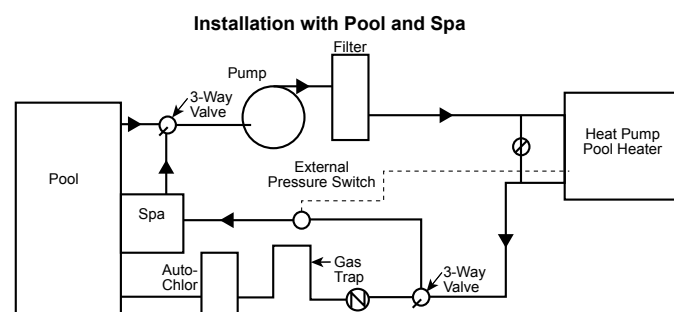 Installation with Pool and Spa
Filter
Pump
3-Way
Valve
Heat Pump
Pool Heater
External
Pressure Switch
Pool
Spa
Auto-
Chlor
Gas
Trap
3-Way
Valve